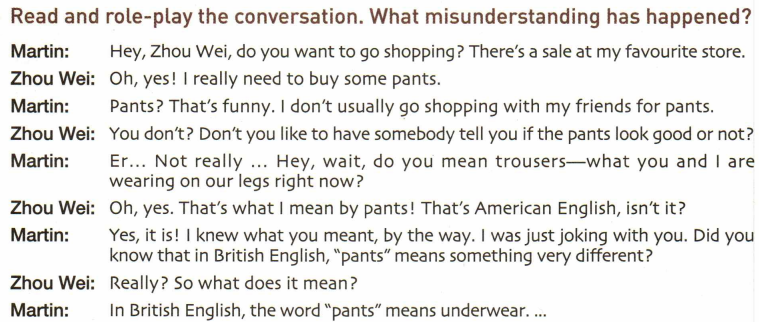 Read and role-play the conversation. What misunderstanding has happened?
Martin: Hey, Zhou Wei, do you want to go shopping? There's a sale at my favourite store.
Zhou Wei: Oh, yes! I really need to buy some pants.
Martin: Pants? That's funny. I don't usually go shopping with my friends for pants.
Zhou Wei: You don't? Don't you like to have somebody tell you if the pants look good or not?
Martin: Er... Not really ... Hey, wait, do you mean trousers—what you and I are
wearing on our legs right now?
Zhou Wei: Oh, yes. That's what I mean by pants! That's American English, isn't it?
Martin: Yes, it is! I knew what you meant, by the way. I was just joking with you. Did you
know that in British English, "pants" means something very different?
Zhou Wei: Really? So what does it mean?
Martin: In British English, the word "pants" means underwear. ...